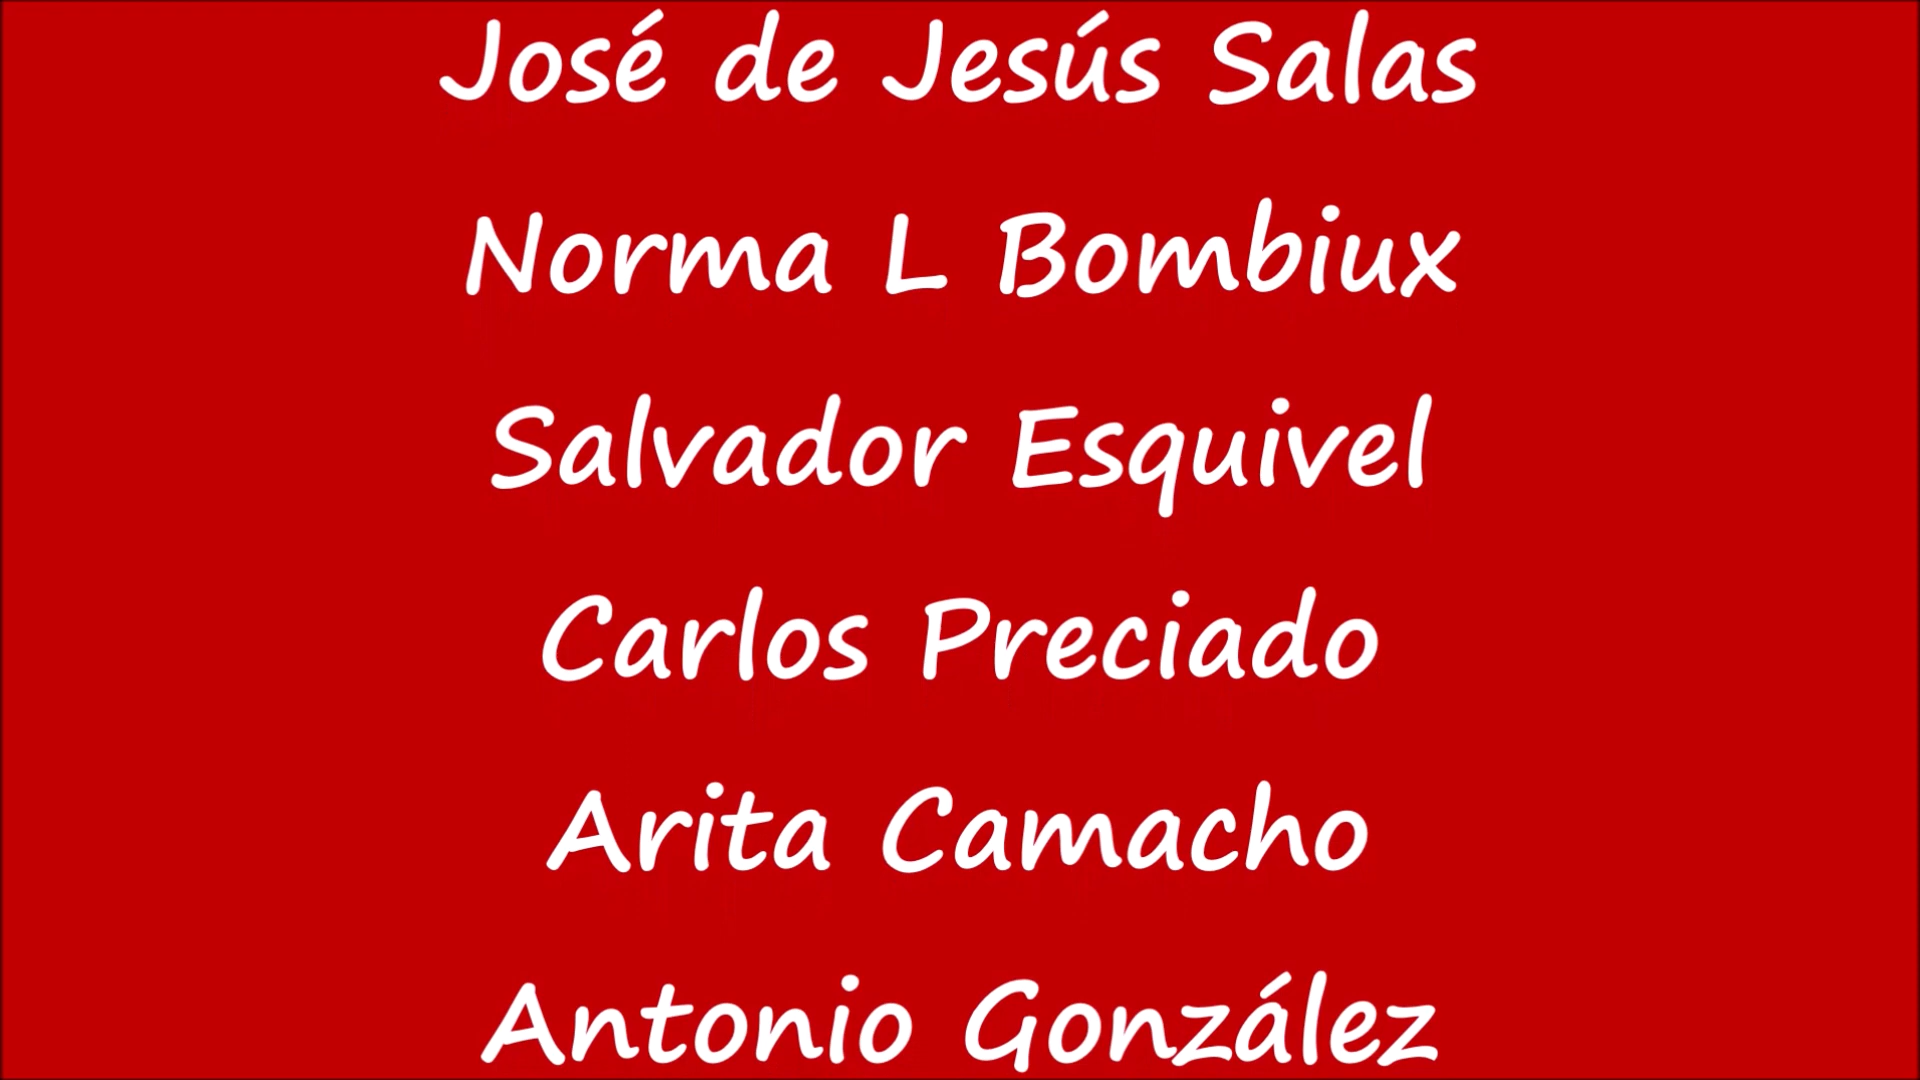 José de Jesús Salas
Norma L Bombiux
Salvador Esquivel
Carlos Preciado
Arita Camacho
Antonio González